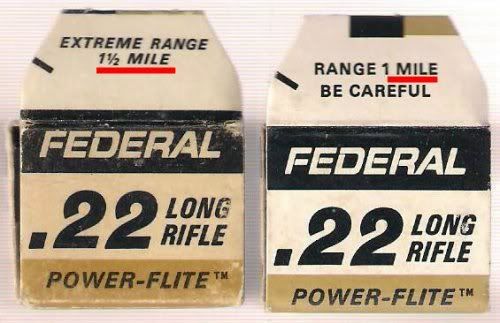 EXTREME RANGE
1½ MILE
FEDERAL
.22 LONG RIFLE
POWER-FLITE™
RANGE 1 MILE
BE CAREFUL
FEDERAL
.22 LONG RIFLE
POWER-FLITE™